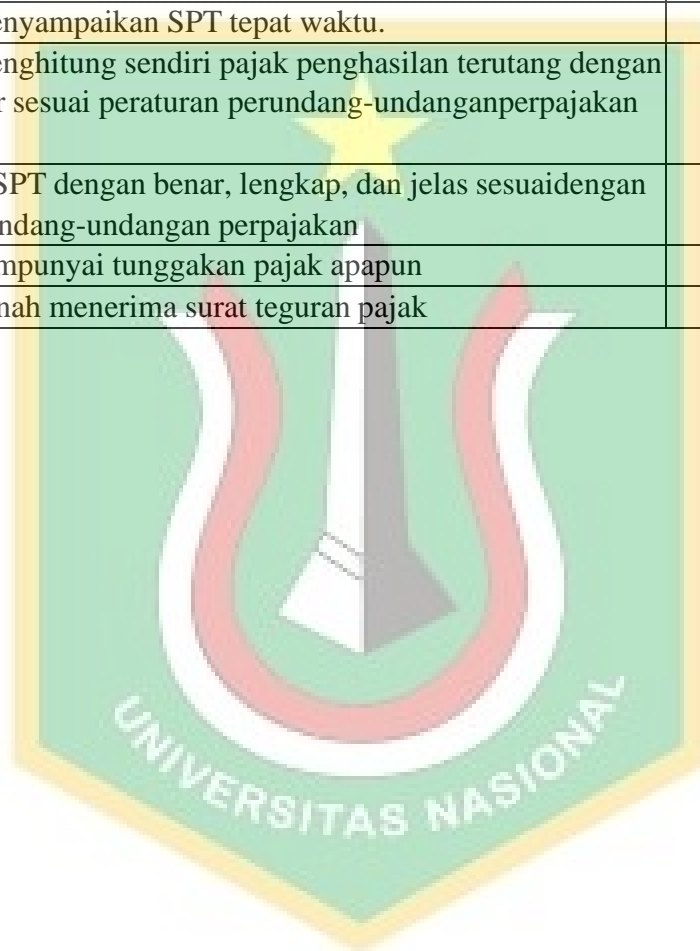 enyampaikan SPT tepat waktu.
enghitung sendiri pajak penghasilan terutang dengan
r sesuai peraturan perundang-undanganperpajakan
SPT dengan benar, lengkap, dan jelas sesuaidengan
ndang-undangan perpajakan
mpunyai tunggakan pajak apapun
nah menerima surat teguran pajak
UNIVERSITAS NASIONAL